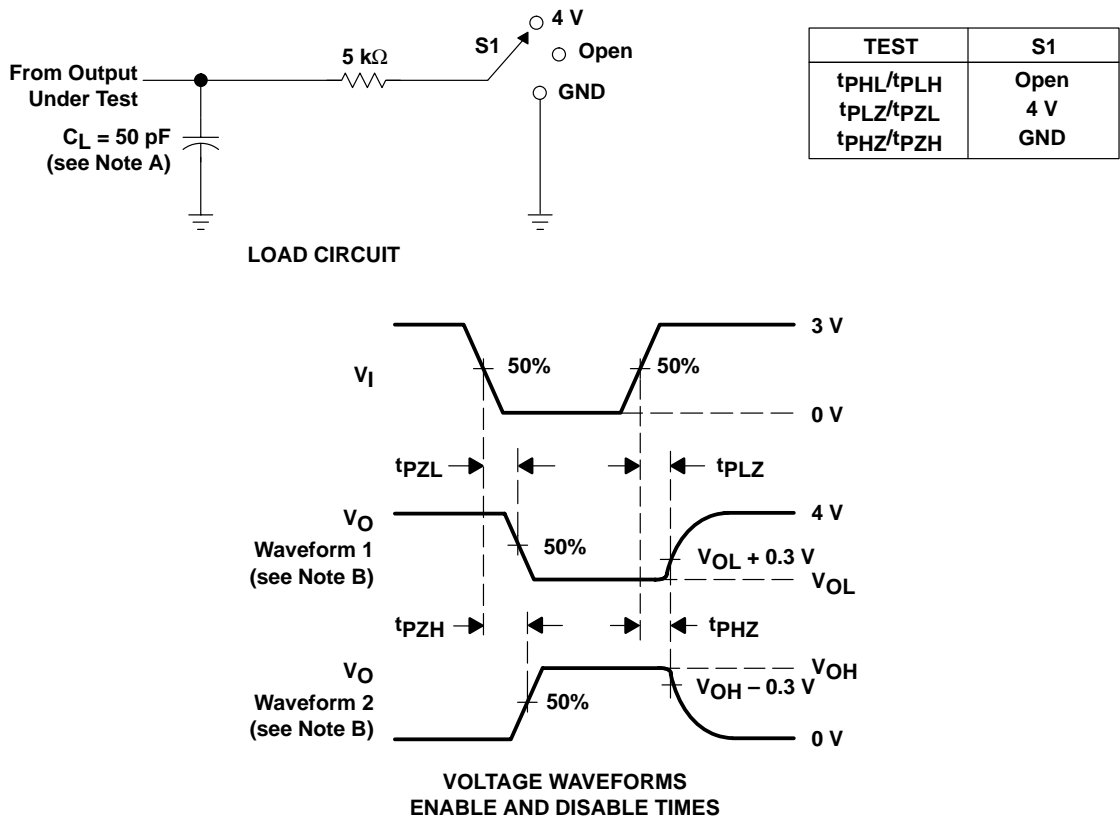 4 V
S1
Open
5 kΩ
From Output
Under Test
GND
CL = 50 pF
(see Note A)
LOAD CIRCUIT
TEST S1
tPHL/tPLH Open
tPLZ/tPZL 4 V
tPHZ/tPZH GND
3 V
VI
50%
50%
0 V
tPZL
tPLZ
VO
Waveform 1
(see Note B)
4 V
50%
VOL + 0.3 V
VOL
tPZH
tPHZ
VO
Waveform 2
(see Note B)
VOH
VOH – 0.3 V
50%
0 V
VOLTAGE WAVEFORMS
ENABLE AND DISABLE TIMES